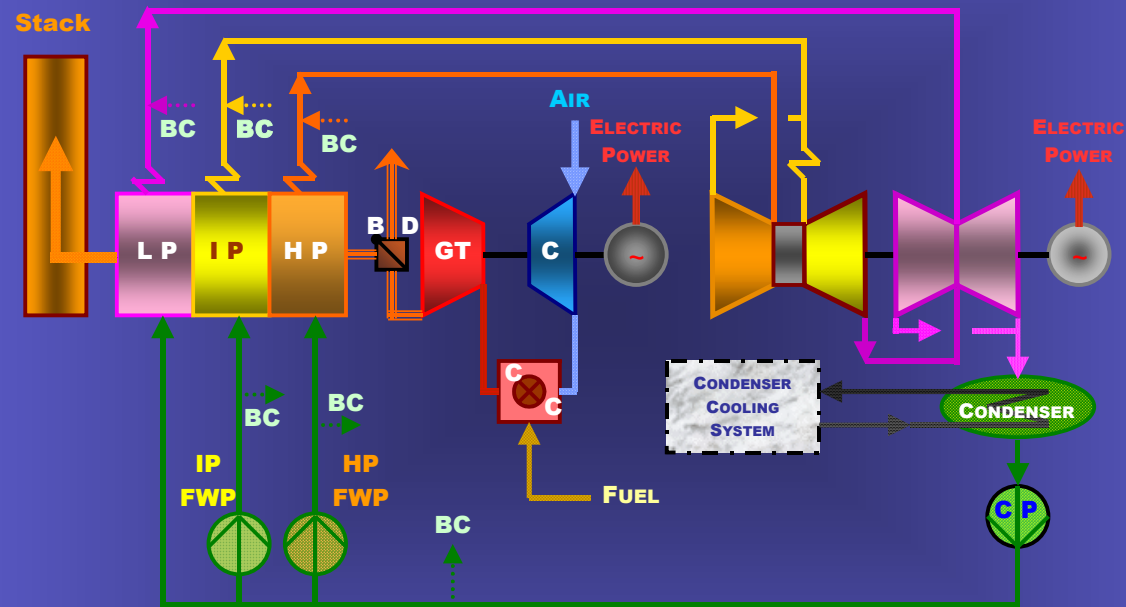 Stack
AIR
ELECTRIC
POWER
ELECTRIC
POWER
BC
BC
BC
B D
L P
I P
H P
GT
C
~
~
C
C
CONDENSER
COOLING
SYSTEM
CONDENSER
BC
BC
IP
FWP
HP
FWP
FUEL
C P
BC